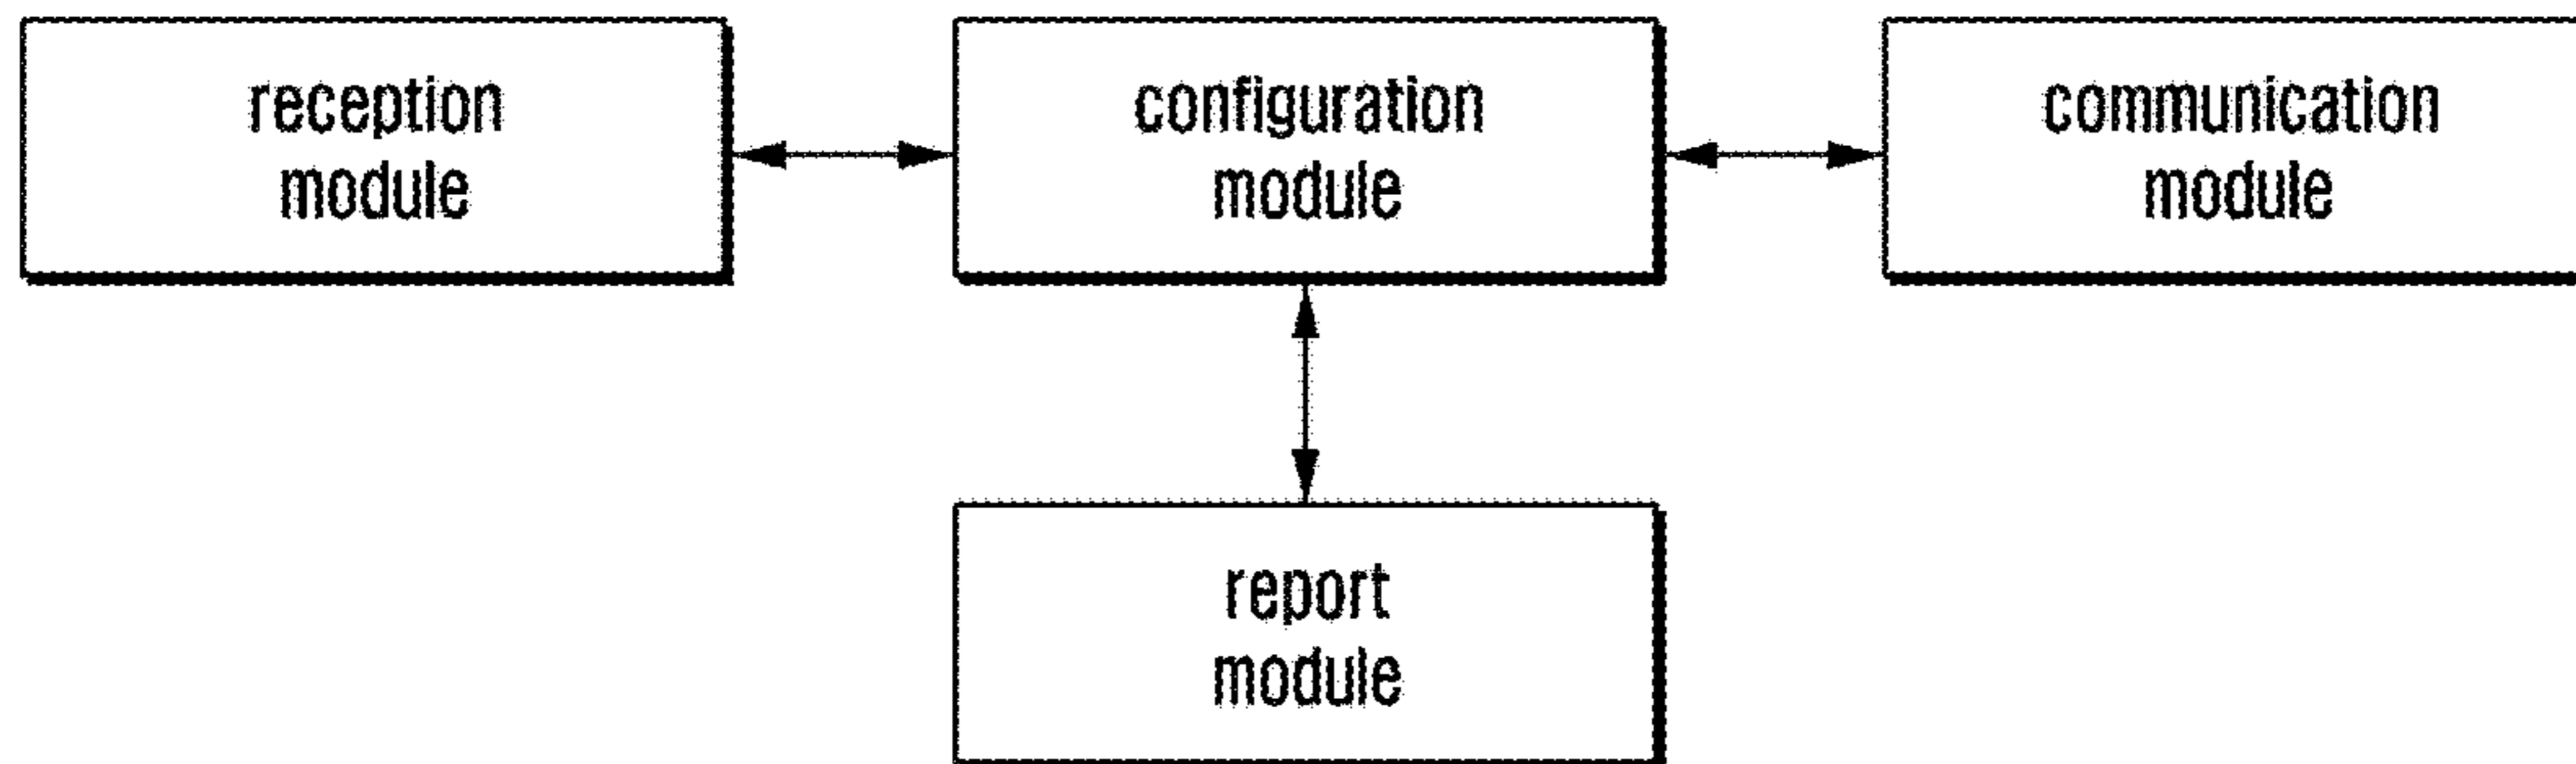 reception
module
configuration
module
communication
module
report
module